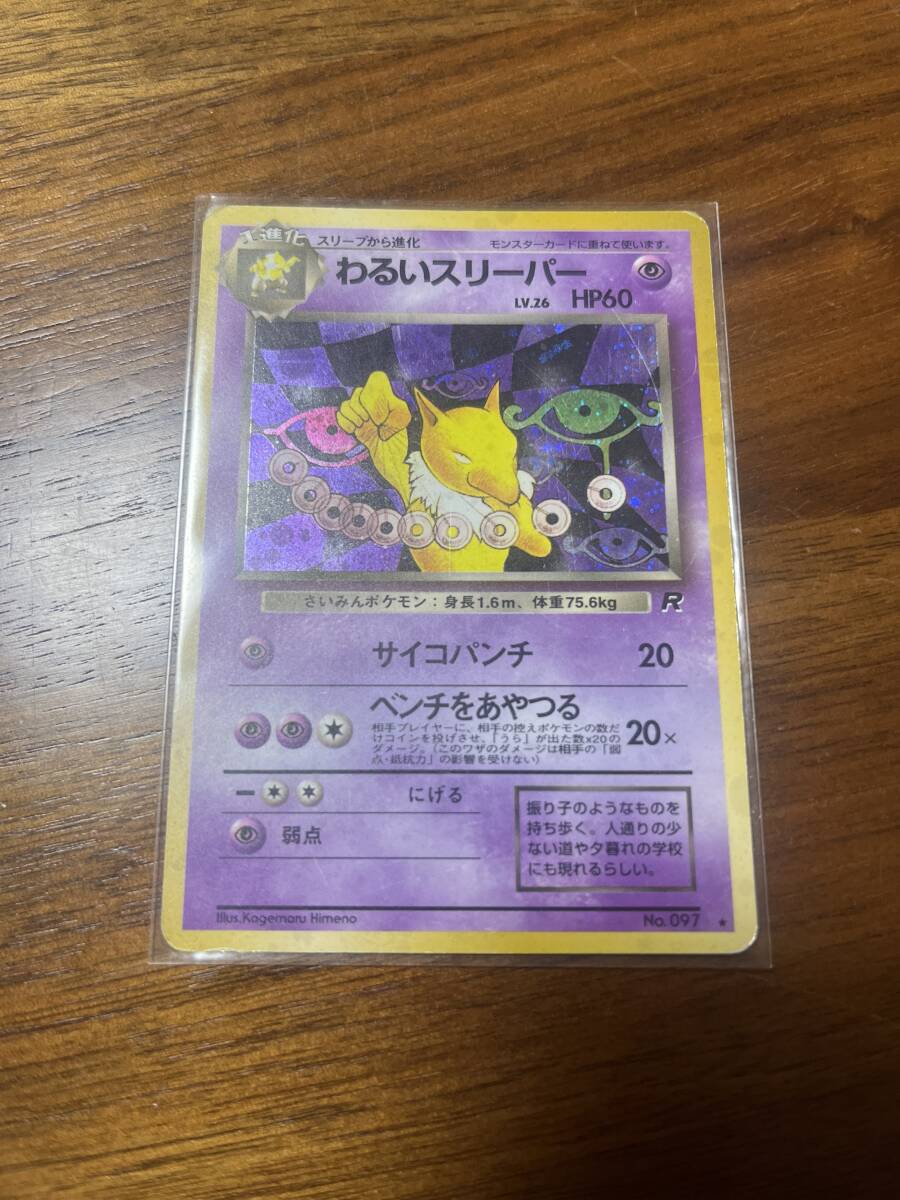 1進化
スリープから進化
モンスターカードに重ねて使います。
わるいスリーパー
LV.26 HP60
さいみんポケモン：身長1.6m、体重75.6kg
R
サイコパンチ 20
ベンチをあやつる
相手プレイヤーに、相手の控えポケモンの数だ
けコインを投げさせ、「うら」が出た数×20の
ダメージ。（このワザのダメージは相手の「弱
点・抵抗力」の影響を受けない）
20×
にげる
弱点
振り子のようなものを
持ち歩く。人通りの少
ない道や夕暮れの学校
にも現れるらしい。
Illus.Kagemaru Himeno
No.097 ★